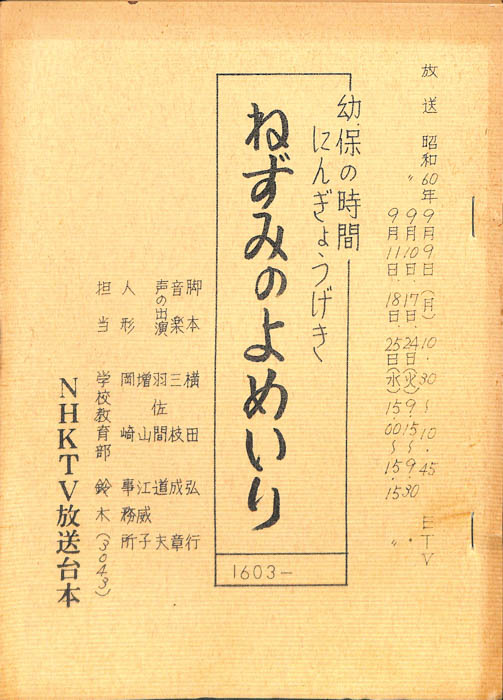 放送 昭和60年9月9日(月) 10・30〜10・45 ETV
〃 9月10日・17日・24日(火) 9・15〜9・30 〃
9月11日・18日・25日(水) 15・00〜15・15 〃
幼・保の時間
にんぎょうげき
ねずみのよめいり
1603-
脚本 横田弘行
音楽 三枝成章
声の出演 羽佐間道夫
増山江威子
人形 岡崎事務所
担当 学校教育部 鈴木(3043)
NHKTV放送台本